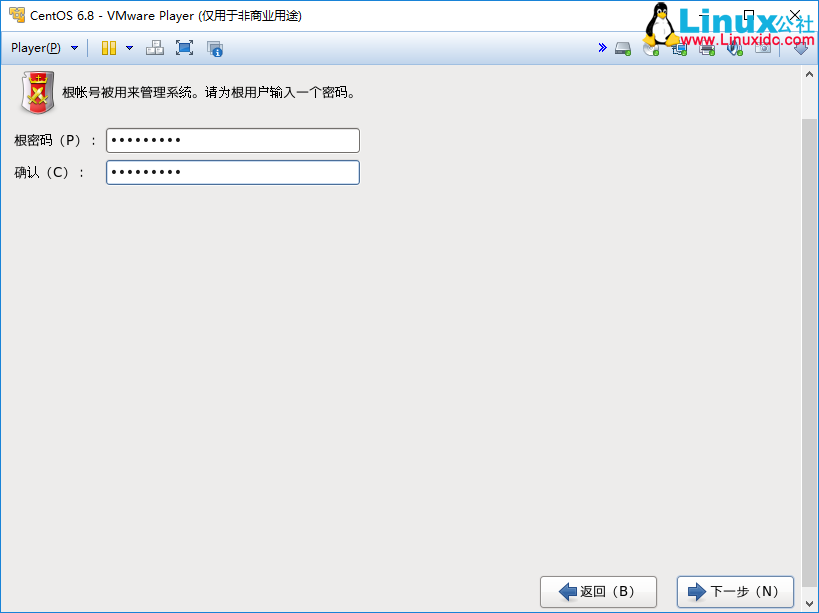 CentOS 6.8 - VMware Player (仅用于非商业用途)
Linux公社
www.Linuxidc.com
Player(P)
根帐号被用来管理系统。请为根用户输入一个密码。
根密码（P）：
•••••••••
确认（C）：
•••••••••
返回（B）
下一步（N）